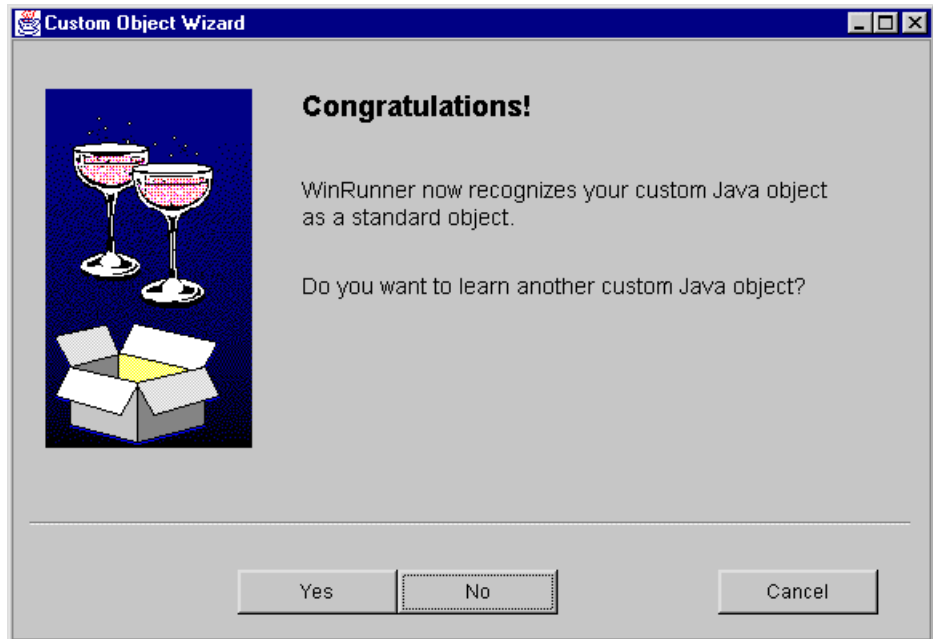 Custom Object Wizard
Congratulations!
WinRunner now recognizes your custom Java object
as a standard object.
Do you want to learn another custom Java object?
Yes
No
Cancel